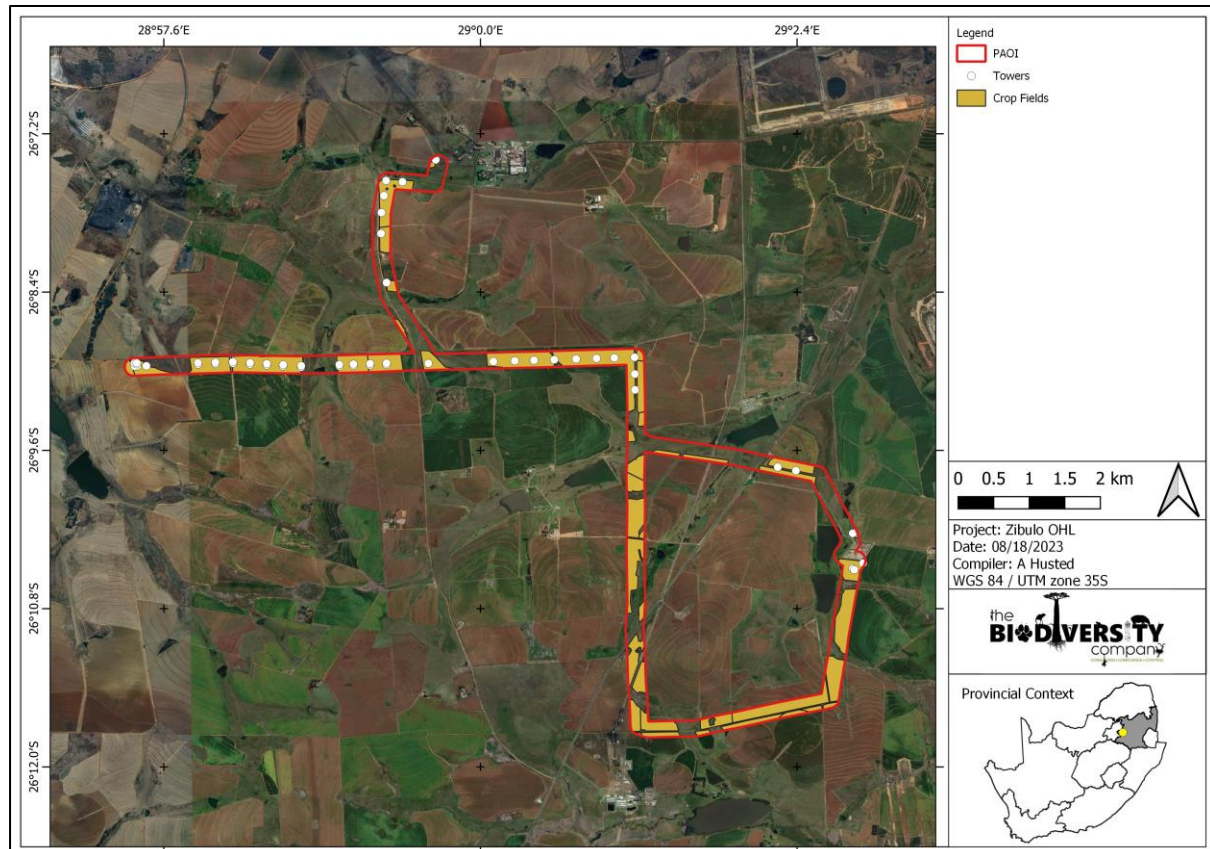 28°57.6′E 29°0.0′E 29°2.4′E
26°7.2′S
26°8.4′S
26°9.6′S
26°10.8′S
26°12.0′S
Legend
PAOI
Towers
Crop Fields
0 0.5 1 1.5 2 km
Project: Zibulo OHL
Date: 08/18/2023
Compiler: A Husted
WGS 84 / UTM zone 35S
the
BIODIVERSITY
company
Provincial Context